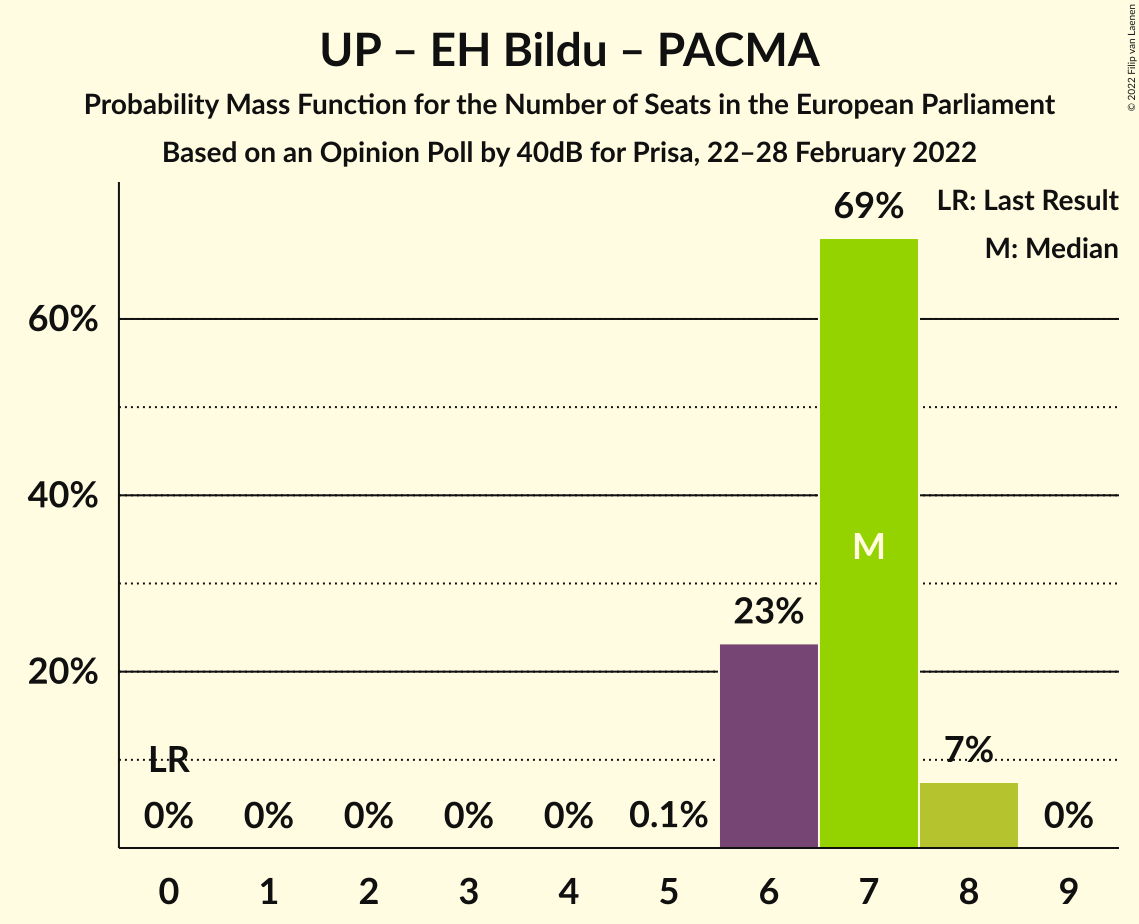 UP – EH Bildu – PACMA
Probability Mass Function for the Number of Seats in the European Parliament
Based on an Opinion Poll by 40dB for Prisa, 22–28 February 2022
© 2022 Filip van Laenen
LR: Last Result
M: Median
69%
60%
40%
M
23%
20%
7%
LR
0%
0%
0%
0%
0%
0.1%
0%
0
1
2
3
4
5
6
7
8
9